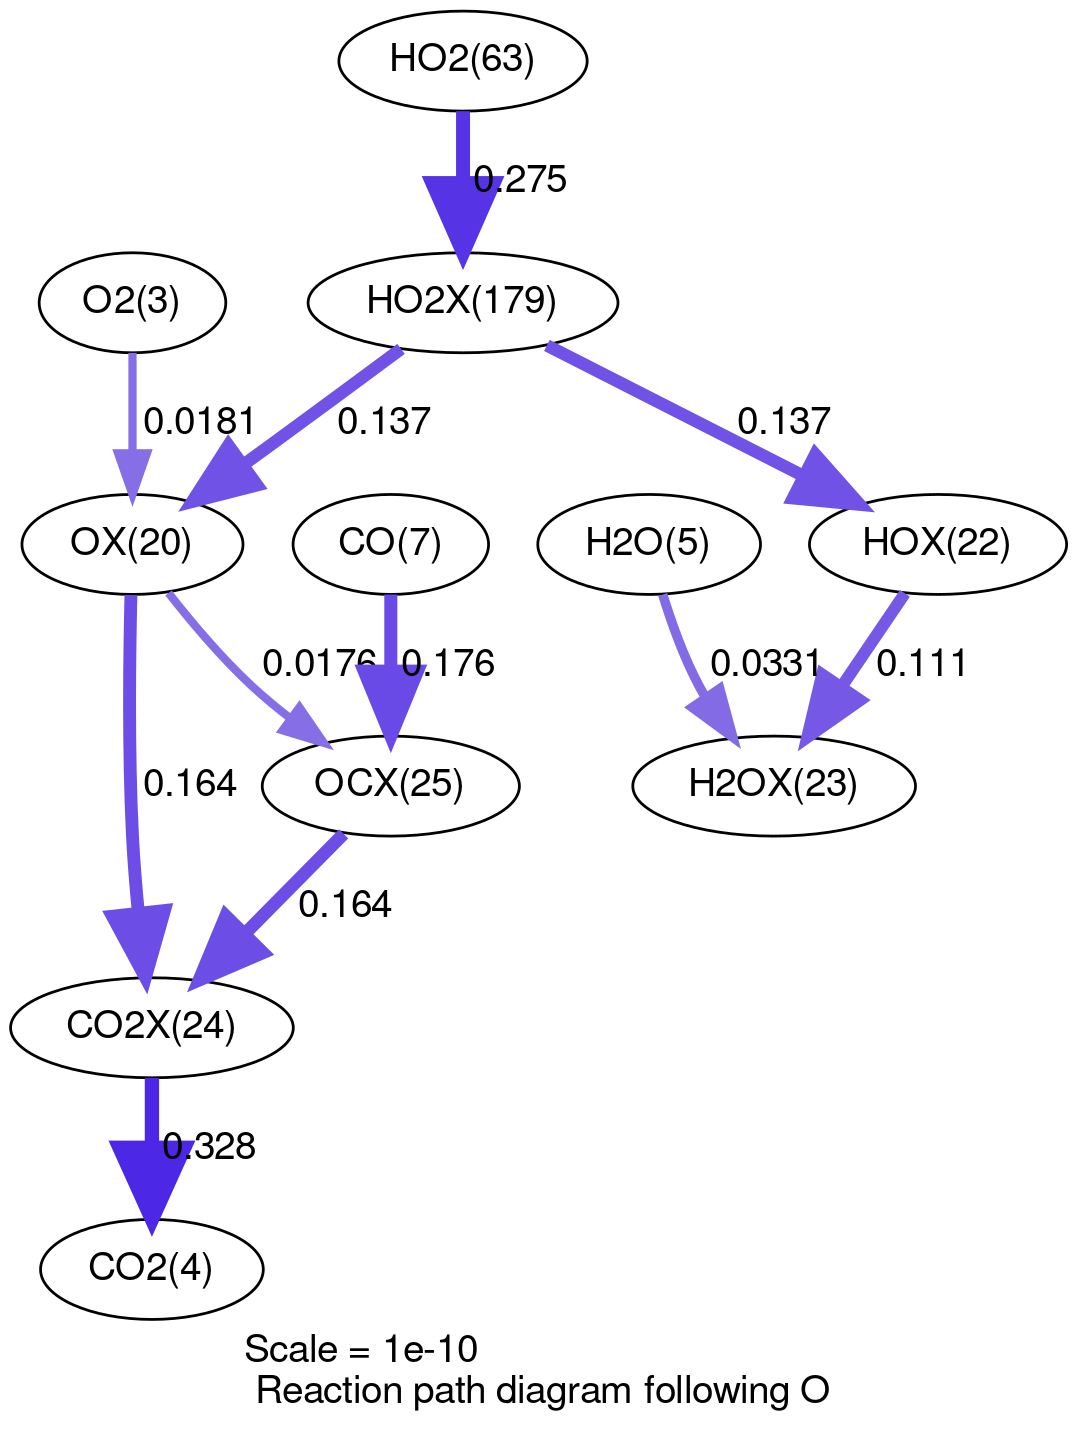 HO2(63)
0.275
O2(3)
HO2X(179)
0.0181
0.137
0.137
OX(20)
CO(7)
H2O(5)
HOX(22)
0.0176
0.176
0.0331
0.111
0.164
OCX(25)
H2OX(23)
0.164
CO2X(24)
0.328
CO2(4)
Scale = 1e-10
Reaction path diagram following O